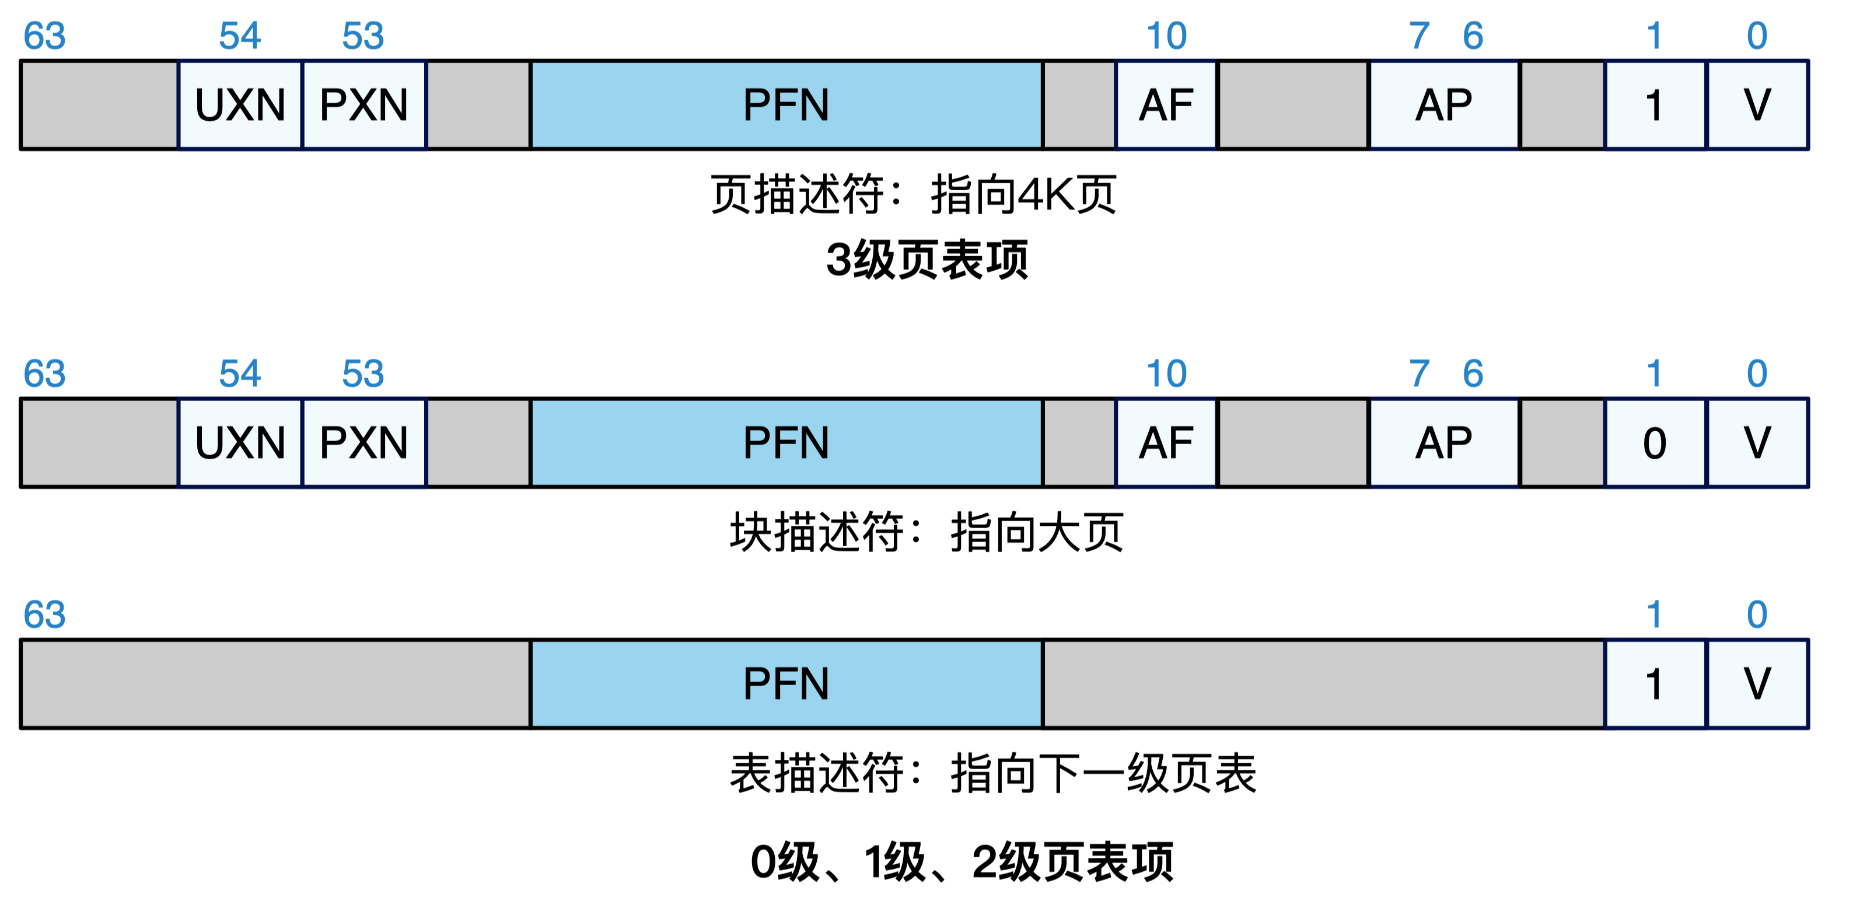 63 54 53 10 7 6 1 0
UXN PXN PFN AF AP 1 V
页描述符：指向4K页
3级页表项
63 54 53 10 7 6 1 0
UXN PXN PFN AF AP 0 V
块描述符：指向大页
63 1 0
PFN 1 V
表描述符：指向下一级页表
0级、1级、2级页表项